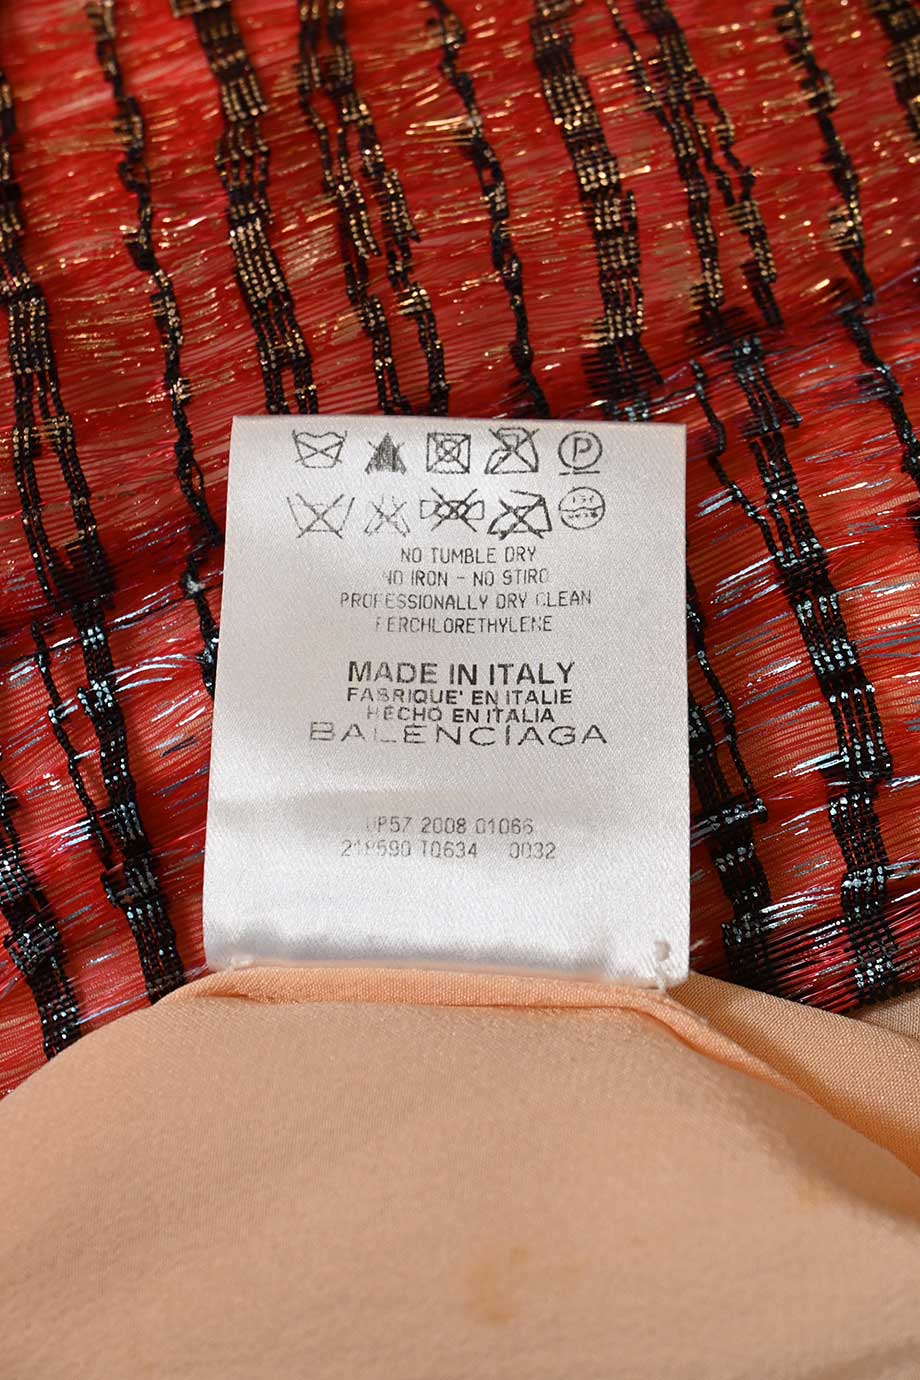 P
NO TUMBLE DRY
NO IRON - NO STIRO
PROFESSIONALLY DRY CLEAN
PERCHLORETHYLENE
MADE IN ITALY
FABRIQUE' EN ITALIE
HECHO EN ITALIA
BALENCIAGA
2008 01066
T0634 0032